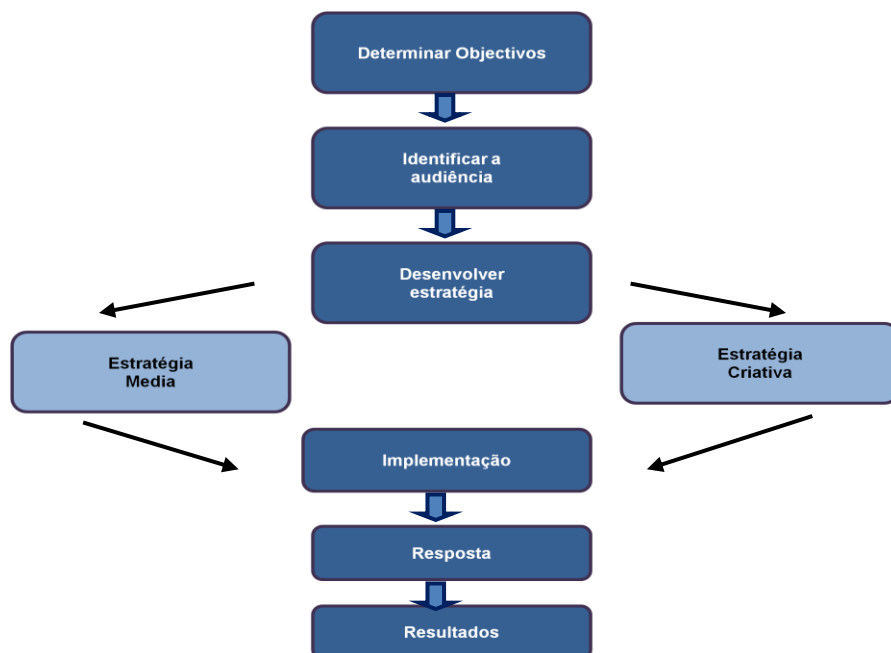 Determinar Objectivos
Identificar a
audiência
Desenvolver
estratégia
Estratégia
Media
Estratégia
Criativa
Implementação
Resposta
Resultados